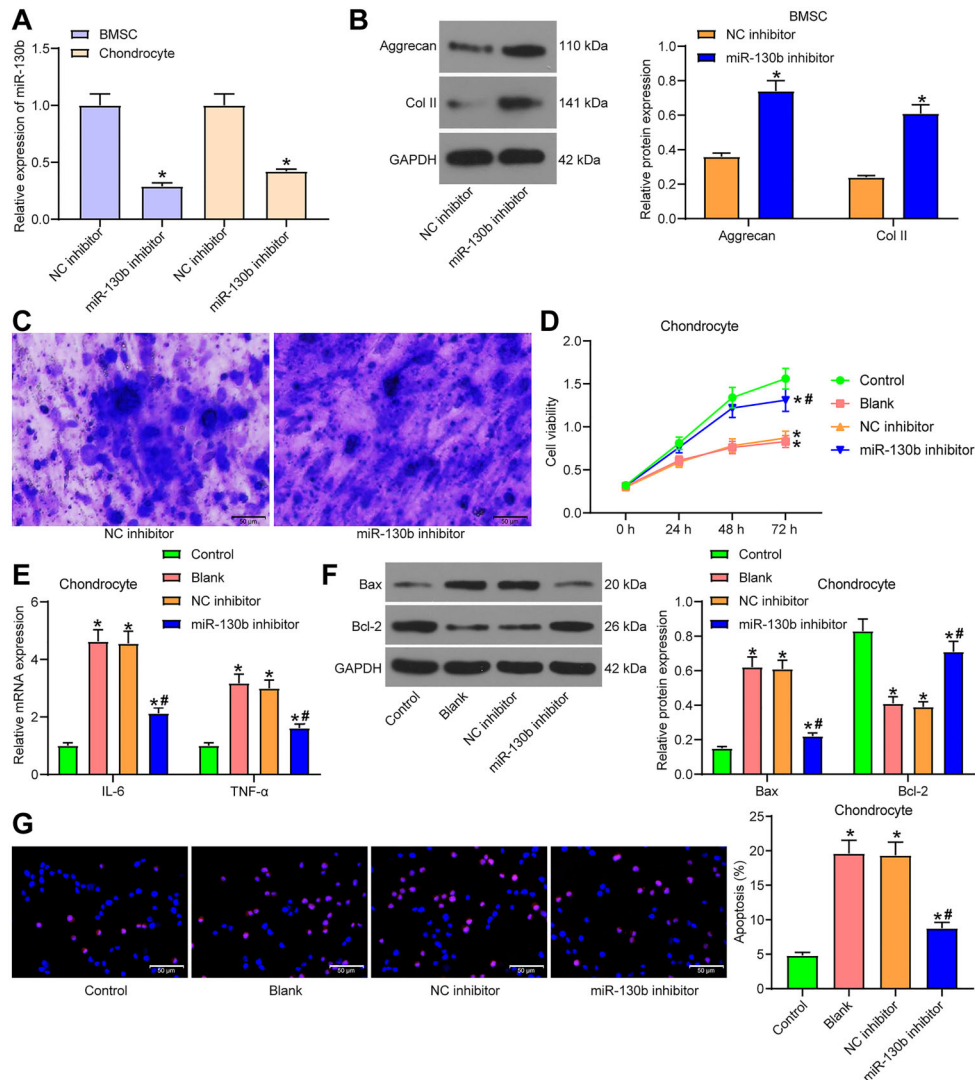 A
BMSC
Chondrocyte
Relative expression of miR-130b
1.5
1.0
0.5
0.0
NC inhibitor
miR-130b inhibitor
NC inhibitor
miR-130b inhibitor
*
*
B
Aggrecan
110 kDa
Col II
141 kDa
GAPDH
42 kDa
NC inhibitor
miR-130b inhibitor
BMSC
NC inhibitor
miR-130b inhibitor
Relative protein expression
1.0
0.8
0.6
0.4
0.2
0.0
*
*
Aggrecan
Col II
C
50 μm
50 μm
NC inhibitor
miR-130b inhibitor
D
Chondrocyte
Cell viability
2.0
1.5
1.0
0.5
0.0
0 h
24 h
48 h
72 h
*#
*
*
Control
Blank
NC inhibitor
miR-130b inhibitor
E
Chondrocyte
Control
Blank
NC inhibitor
miR-130b inhibitor
Relative mRNA expression
6
4
2
0
*
*
*#
*
*
*#
IL-6
TNF-α
F
Bax
20 kDa
Bcl-2
26 kDa
GAPDH
42 kDa
Control
Blank
NC inhibitor
miR-130b inhibitor
Control
Blank
NC inhibitor
miR-130b inhibitor
Chondrocyte
Relative protein expression
1.0
0.8
0.6
0.4
0.2
0.0
*
*
*#
*
*
*#
Bax
Bcl-2
G
50 μm
50 μm
50 μm
50 μm
Control
Blank
NC inhibitor
miR-130b inhibitor
Chondrocyte
Apoptosis (%)
25
20
15
10
5
0
*
*
*#
Control
Blank
NC inhibitor
miR-130b inhibitor